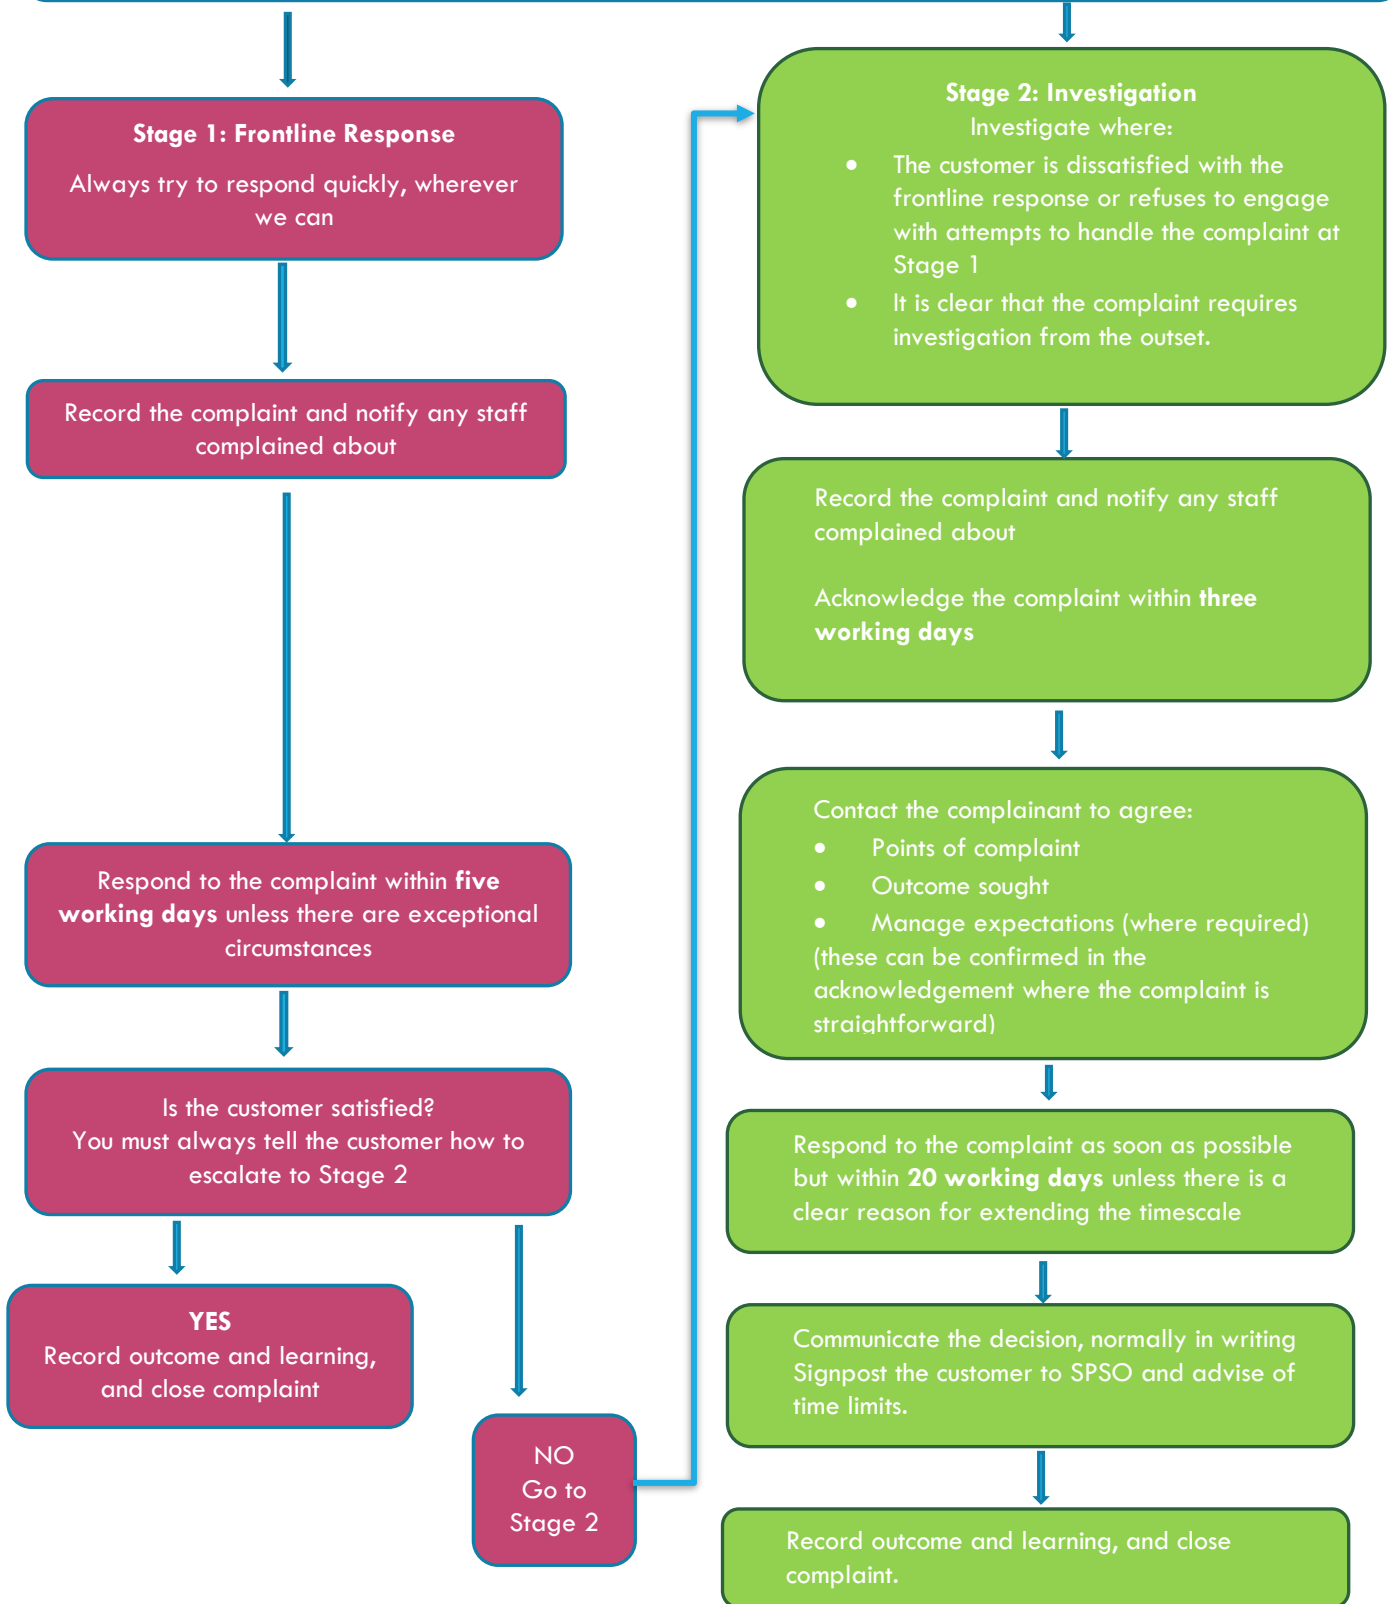 Stage 1: Frontline Response
Always try to respond quickly, wherever
we can
Record the complaint and notify any staff
complained about
Respond to the complaint within five
working days unless there are exceptional
circumstances
Is the customer satisfied?
You must always tell the customer how to
escalate to Stage 2
YES
Record outcome and learning,
and close complaint
NO
Go to
Stage 2
Stage 2: Investigation
Investigate where:
• The customer is dissatisfied with the
frontline response or refuses to engage
with attempts to handle the complaint at
Stage 1
• It is clear that the complaint requires
investigation from the outset.
Record the complaint and notify any staff
complained about
Acknowledge the complaint within three
working days
Contact the complainant to agree:
• Points of complaint
• Outcome sought
• Manage expectations (where required)
(these can be confirmed in the
acknowledgement where the complaint is
straightforward)
Respond to the complaint as soon as possible
but within 20 working days unless there is a
clear reason for extending the timescale
Communicate the decision, normally in writing
Signpost the customer to SPSO and advise of
time limits.
Record outcome and learning, and close
complaint.